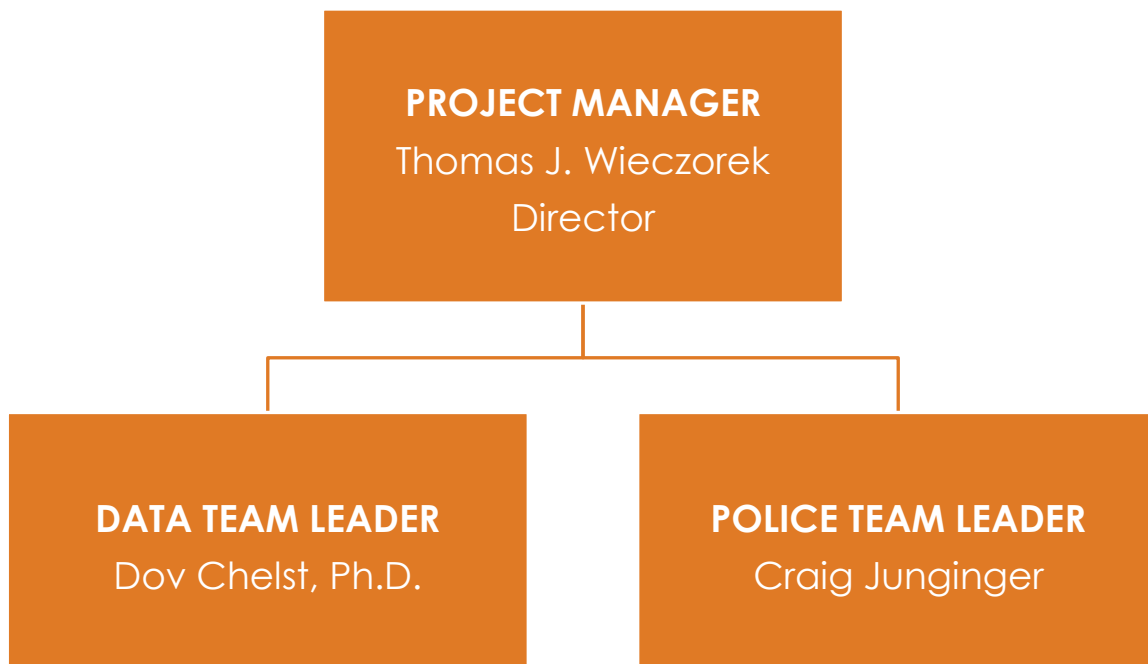 PROJECT MANAGER
Thomas J. Wieczorek
Director
DATA TEAM LEADER
Dov Chelst, Ph.D.
POLICE TEAM LEADER
Craig Junginger